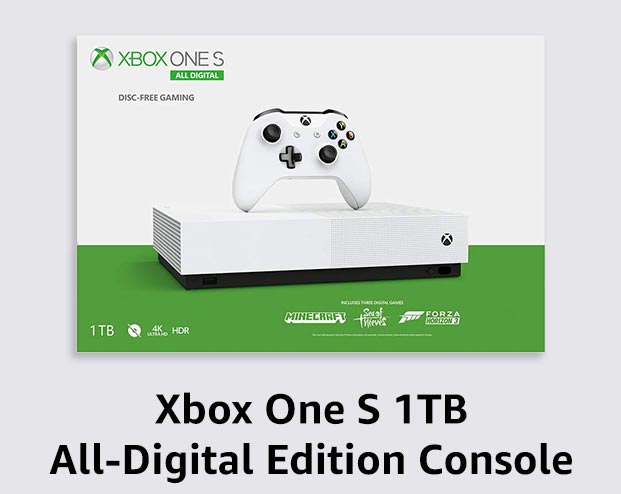 XBOX ONE S
ALL DIGITAL
DISC-FREE GAMING
X
Y
B
A
INCLUDES THREE DIGITAL GAMES
MINECRAFT
Sea of
Thieves
FORZA
HORIZON 3
1TB
4K
ULTRA HD
HDR
Xbox One S 1TB
All-Digital Edition Console